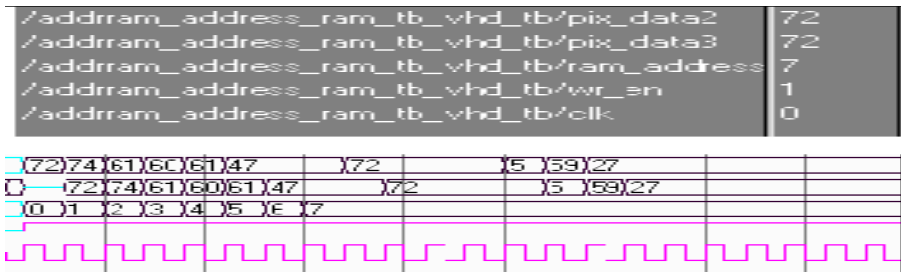 /addrram_address_ram_tb_vhd_tb/pix_data2 72
/addrram_address_ram_tb_vhd_tb/pix_data3 72
/addrram_address_ram_tb_vhd_tb/ram_address 7
/addrram_address_ram_tb_vhd_tb/wr_en 1
/addrram_address_ram_tb_vhd_tb/clk 0
72 74 61 60 61 47 72 5 59 27
72 74 61 60 61 47 72 5 59 27
0 1 2 3 4 5 6 7